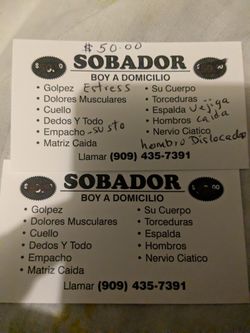 $50.00
SOBADOR
BOY A DOMICILIO
• Golpez Estress
• Dolores Musculares
• Cuello
• Dedos Y Todo
• Empacho - susto
• Matriz Caida
• Su Cuerpo
• Torceduras
• Espalda Vejiga
• Hombros caida
• Nervio Ciatico
hombro Dislocado
Llamar (909) 435-7391
SOBADOR
BOY A DOMICILIO
• Golpez
• Dolores Musculares
• Cuello
• Dedos Y Todo
• Empacho
• Matriz Caida
• Su Cuerpo
• Torceduras
• Espalda
• Hombros
• Nervio Ciatico
Llamar (909) 435-7391